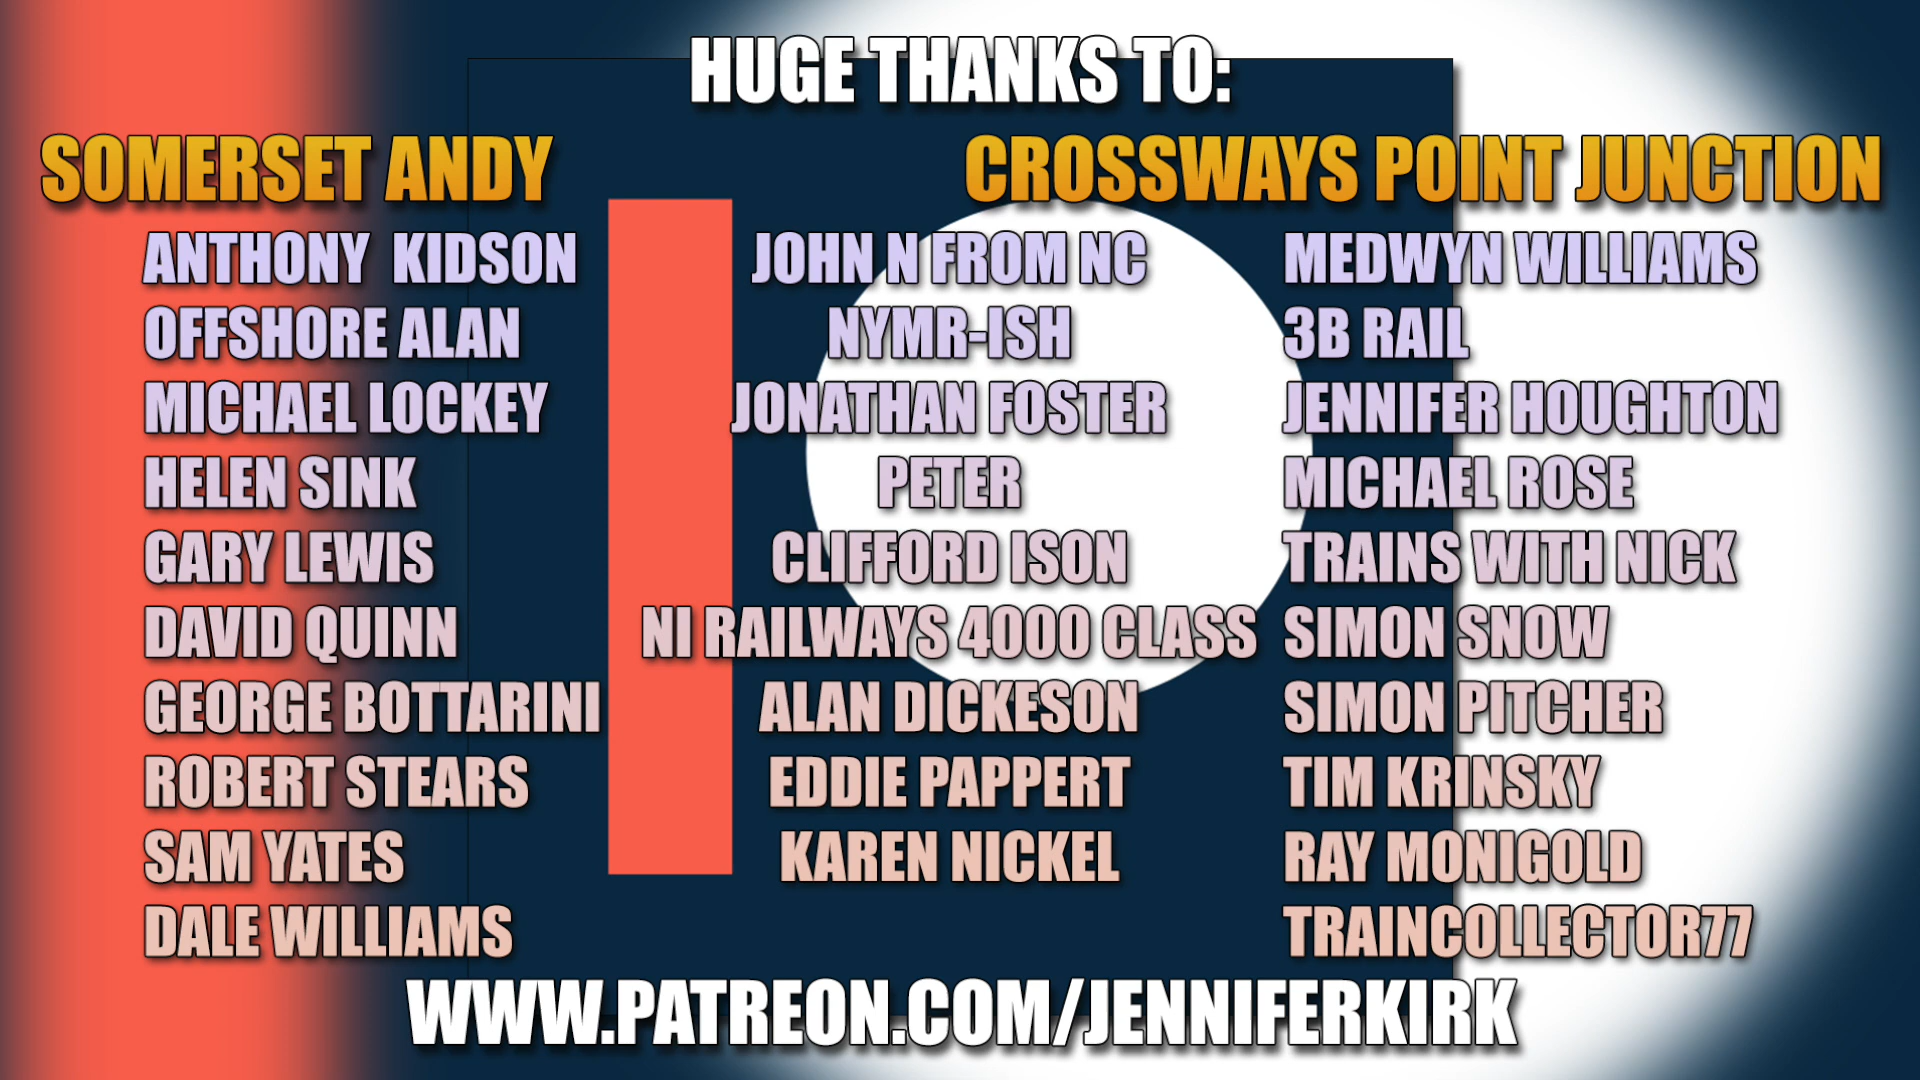 HUGE THANKS TO:
SOMERSET ANDY
CROSSWAYS POINT JUNCTION
ANTHONY KIDSON
OFFSHORE ALAN
MICHAEL LOCKEY
HELEN SINK
GARY LEWIS
DAVID QUINN
GEORGE BOTTARINI
ROBERT STEARS
SAM YATES
DALE WILLIAMS
JOHN N FROM NC
NYMR-ISH
JONATHAN FOSTER
PETER
CLIFFORD ISON
NI RAILWAYS 4000 CLASS
ALAN DICKESON
EDDIE PAPPERT
KAREN NICKEL
MEDWYN WILLIAMS
3B RAIL
JENNIFER HOUGHTON
MICHAEL ROSE
TRAINS WITH NICK
SIMON SNOW
SIMON PITCHER
TIM KRINSKY
RAY MONIGOLD
TRAINCOLLECTOR77
WWW.PATREON.COM/JENNIFERKIRK